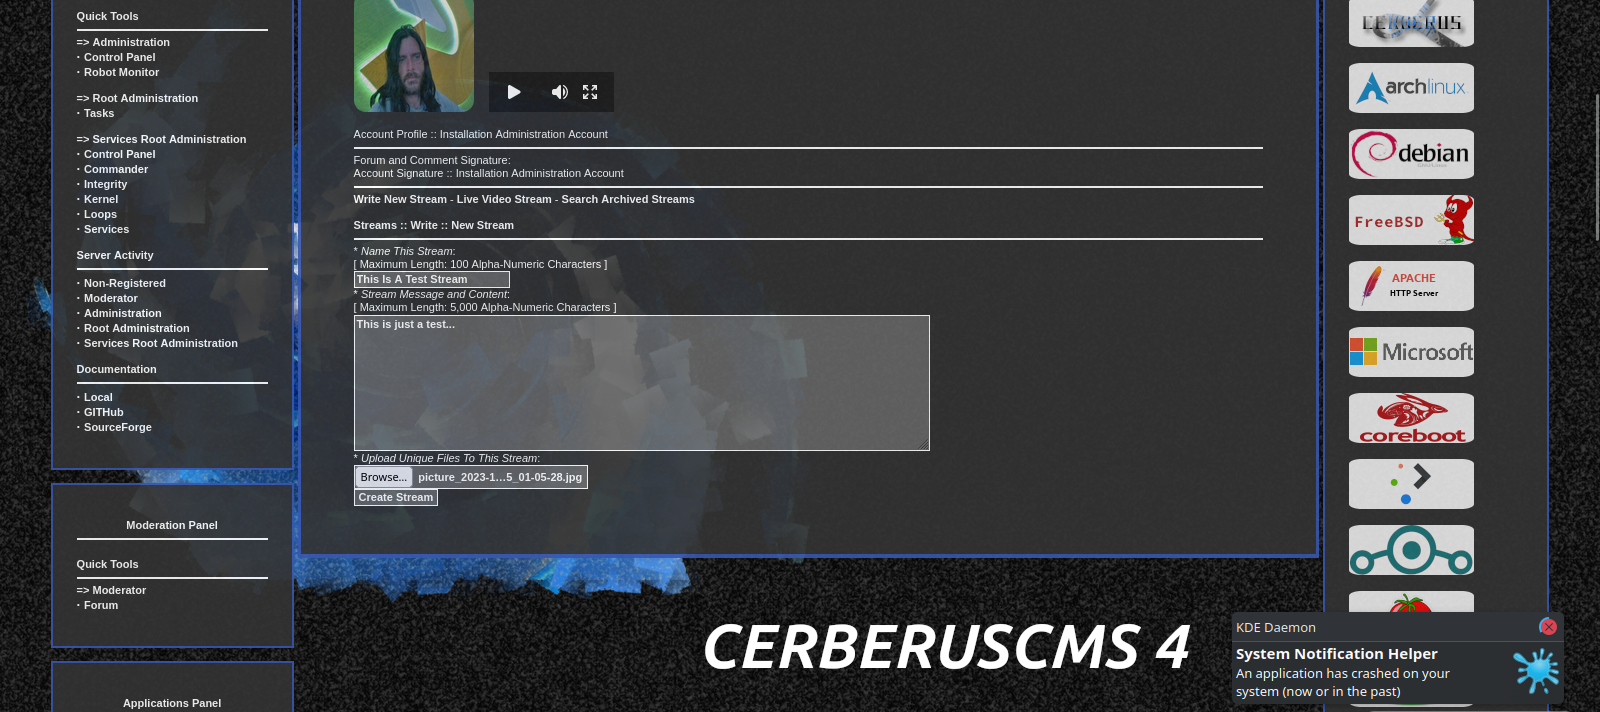 Quick Tools
=> Administration
· Control Panel
· Robot Monitor
=> Root Administration
· Tasks
=> Services Root Administration
· Control Panel
· Commander
· Integrity
· Kernel
· Loops
· Services
Server Activity
· Non-Registered
· Moderator
· Administration
· Root Administration
· Services Root Administration
Documentation
· Local
· GITHub
· SourceForge
Moderation Panel
Quick Tools
=> Moderator
· Forum
Applications Panel
Account Profile :: Installation Administration Account
Forum and Comment Signature:
Account Signature :: Installation Administration Account
Write New Stream - Live Video Stream - Search Archived Streams
Streams :: Write :: New Stream
* Name This Stream:
[ Maximum Length: 100 Alpha-Numeric Characters ]
This Is A Test Stream
* Stream Message and Content:
[ Maximum Length: 5,000 Alpha-Numeric Characters ]
This is just a test...
* Upload Unique Files To This Stream:
Browse... picture_2023-1...5_01-05-28.jpg
Create Stream
CERBERUSCMS 4
CERBERUS
archlinux
debian
FreeBSD
APACHE
HTTP Server
Microsoft
coreboot
KDE Daemon
System Notification Helper
An application has crashed on your
system (now or in the past)